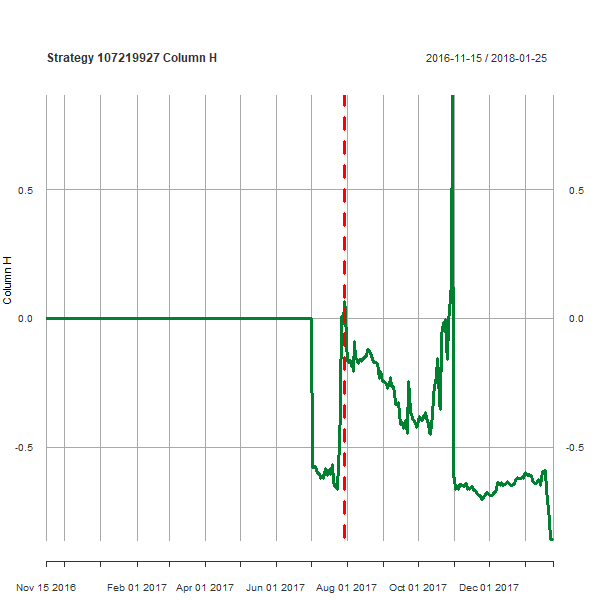 Strategy 107219927 Column H 2016-11-15 / 2018-01-25
0.5 0.5
Column H
0.0 0.0
-0.5 -0.5
Nov 15 2016 Feb 01 2017 Apr 01 2017 Jun 01 2017 Aug 01 2017 Oct 01 2017 Dec 01 2017